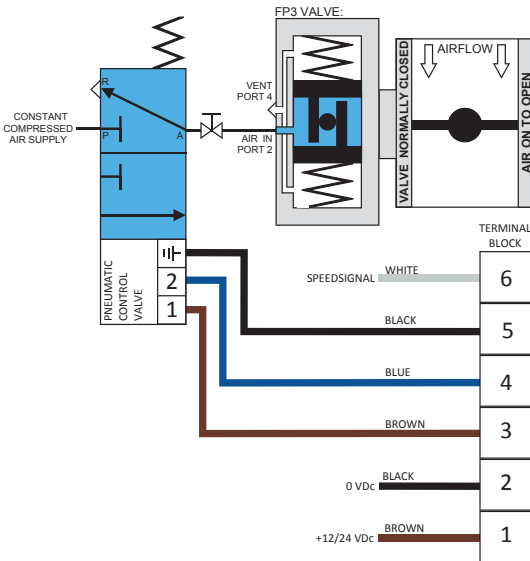 FP3 VALVE:
R
VENT
PORT 4
AIRFLOW
CONSTANT
COMPRESSED
AIR SUPPLY
P
A
AIR IN
PORT 2
VALVE NORMALLY CLOSED
AIR ON TO OPEN
TERMINAL
BLOCK
PNEUMATIC
CONTROL
VALVE
2
1
SPEEDSIGNAL
WHITE
6
BLACK
5
BLUE
4
BROWN
3
0 VDc
BLACK
2
+12/24 VDc
BROWN
1